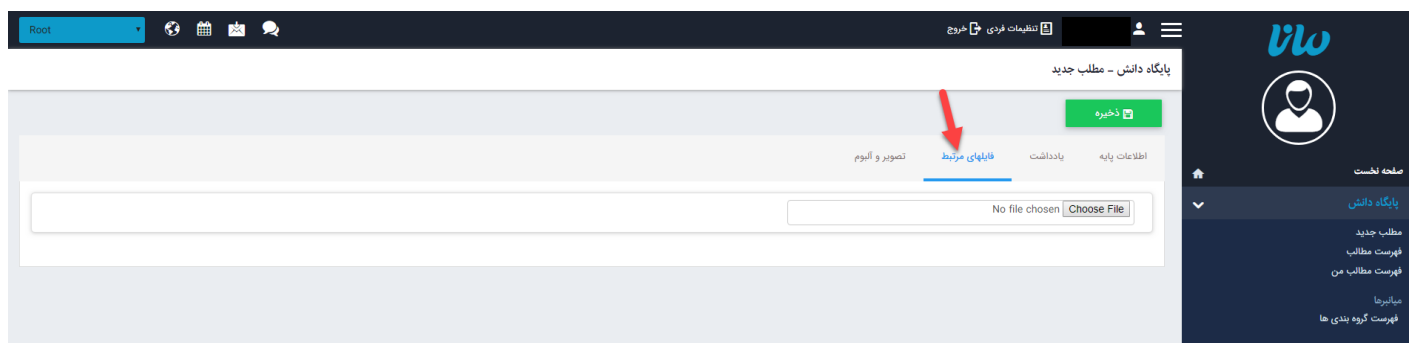 مانا
تنظیمات فردی خروج
Root
پایگاه دانش - مطلب جدید
ذخیره
اطلاعات پایه یادداشت فایلهای مرتبط تصویر و آلبوم
Choose File No file chosen
صفحه نخست
پایگاه دانش
مطلب جدید
فهرست مطالب
فهرست مطالب من
میانبرها
فهرست گروه بندی ها